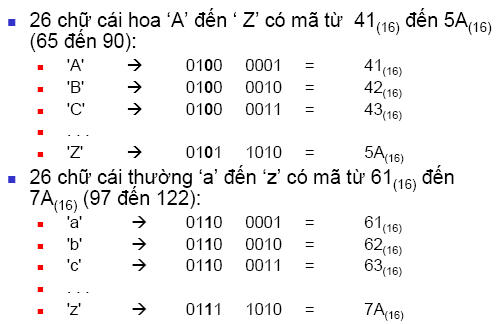 26 chữ cái hoa ‘A’ đến ‘ Z’ có mã từ 41(16) đến 5A(16)
(65 đến 90):
'A' → 0100 0001 = 41(16)
'B' → 0100 0010 = 42(16)
'C' → 0100 0011 = 43(16)
. . .
'Z' → 0101 1010 = 5A(16)
26 chữ cái thường ‘a’ đến ‘z’ có mã từ 61(16) đến
7A(16) (97 đến 122):
'a' → 0110 0001 = 61(16)
'b' → 0110 0010 = 62(16)
'c' → 0110 0011 = 63(16)
. . .
'z' → 0111 1010 = 7A(16)